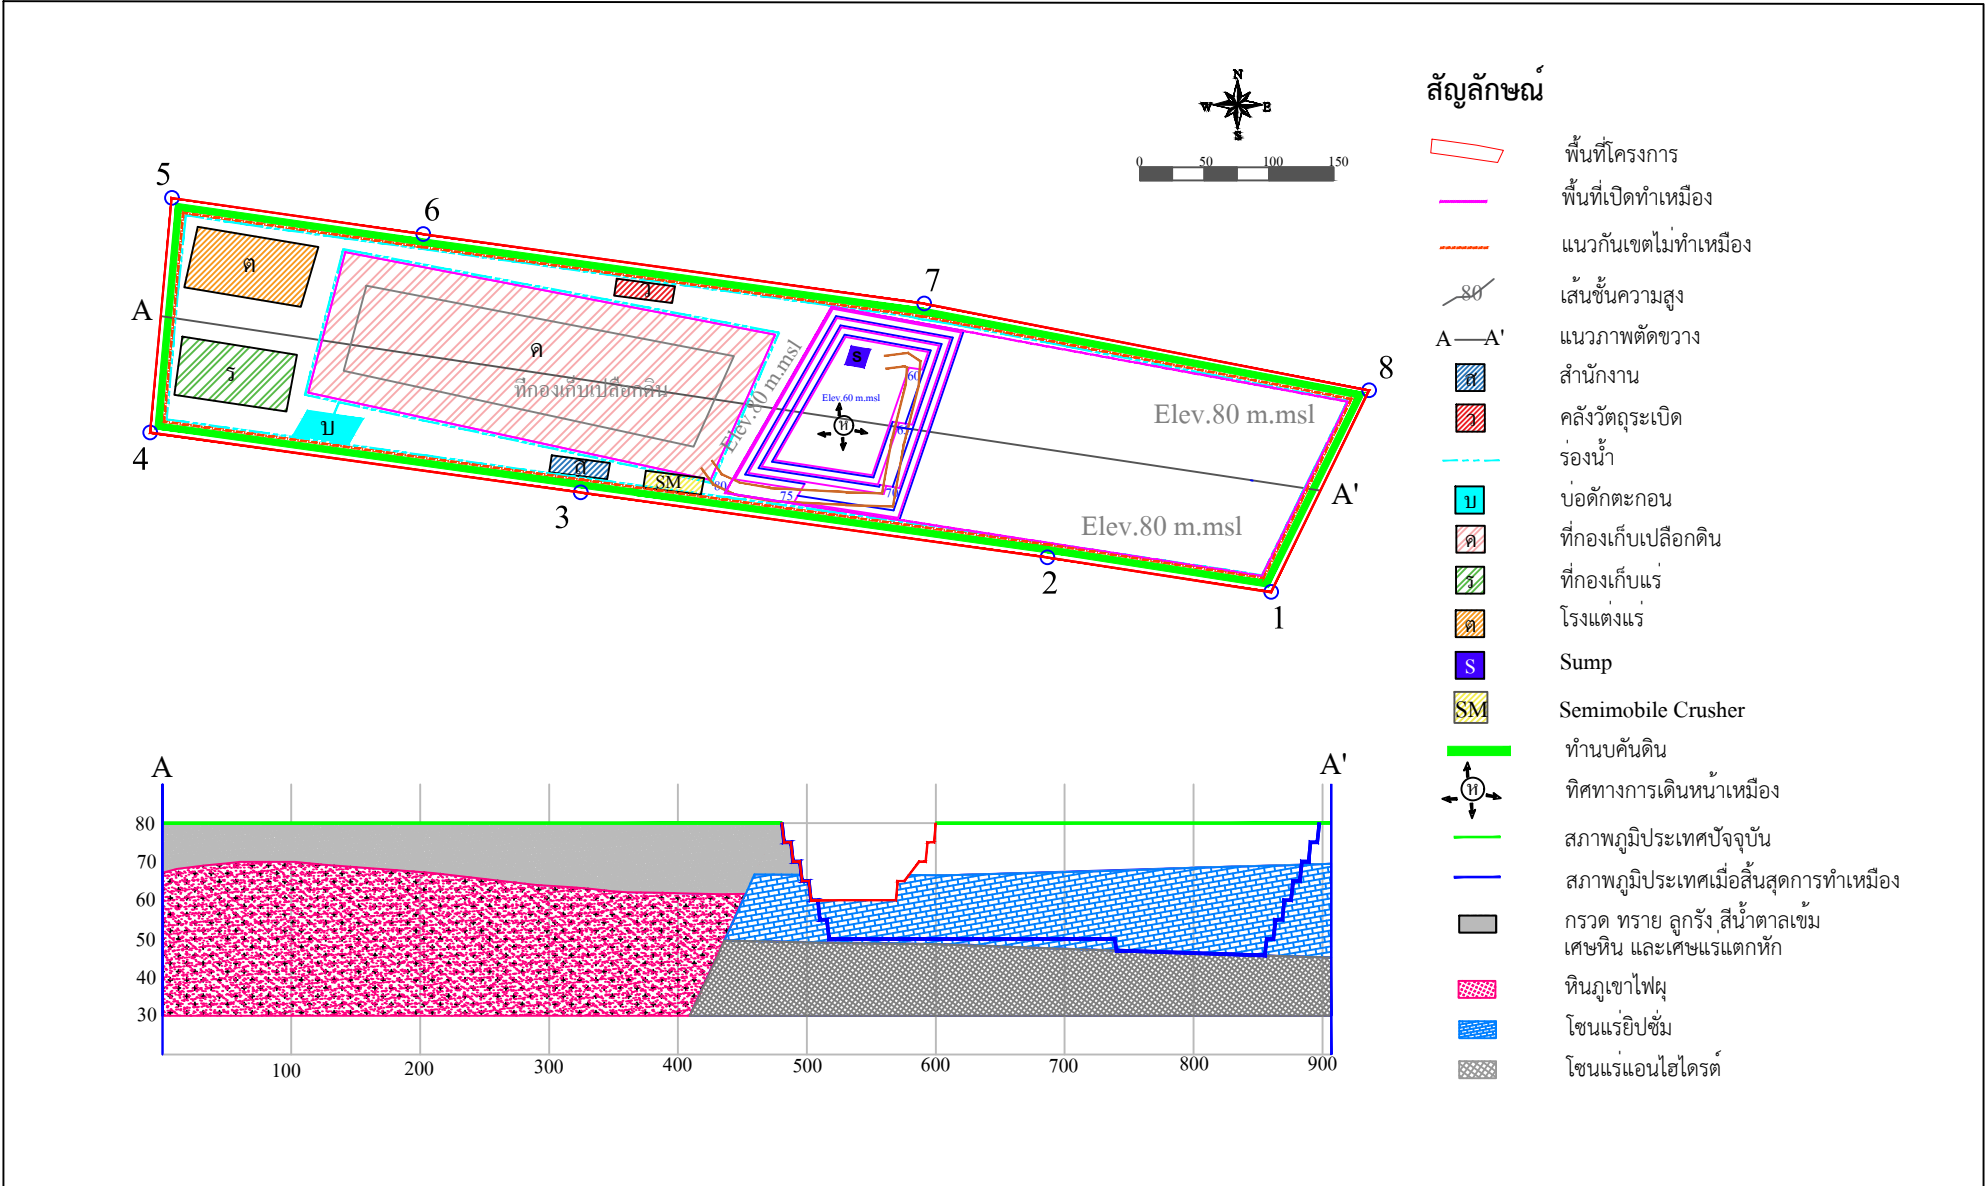 N
W E
S
0 50 100 150
5
6
7
8
A
A'
4
3
2
1
ต
ร
บ
ว
ด
ที่กองเก็บเปลือกดิน
ส
SM
S
Elev.60 m.msl
ห
Elev.80 m.msl
Elev.80 m.msl
Elev.80 m.msl
60
70
75
80
สัญลักษณ์
พื้นที่โครงการ
พื้นที่เปิดทำเหมือง
แนวกันเขตไม่ทำเหมือง
80 เส้นชั้นความสูง
A A' แนวภาพตัดขวาง
ส สำนักงาน
ว คลังวัตถุระเบิด
ร่องน้ำ
บ บ่อดักตะกอน
ด ที่กองเก็บเปลือกดิน
ร ที่กองเก็บแร่
ต โรงแต่งแร่
S Sump
SM Semimobile Crusher
ทำนบคันดิน
ห ทิศทางการเดินหน้าเหมือง
สภาพภูมิประเทศปัจจุบัน
สภาพภูมิประเทศเมื่อสิ้นสุดการทำเหมือง
กรวด ทราย ลูกรัง สีน้ำตาลเข้ม
เศษหิน และเศษแร่แตกหัก
หินภูเขาไฟผุ
โซนแร่ยิปซั่ม
โซนแร่แอนไฮไดรต์
A A'
80
70
60
50
40
30
100 200 300 400 500 600 700 800 900